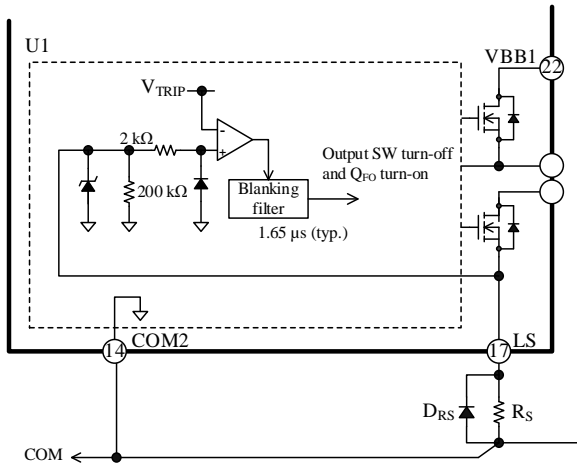 U1
VBB1
22
VTRIP
-
+
2 kΩ
200 kΩ
Output SW turn-off
and QFO turn-on
Blanking
filter
1.65 µs (typ.)
14
COM2
17
LS
DRS
RS
COM